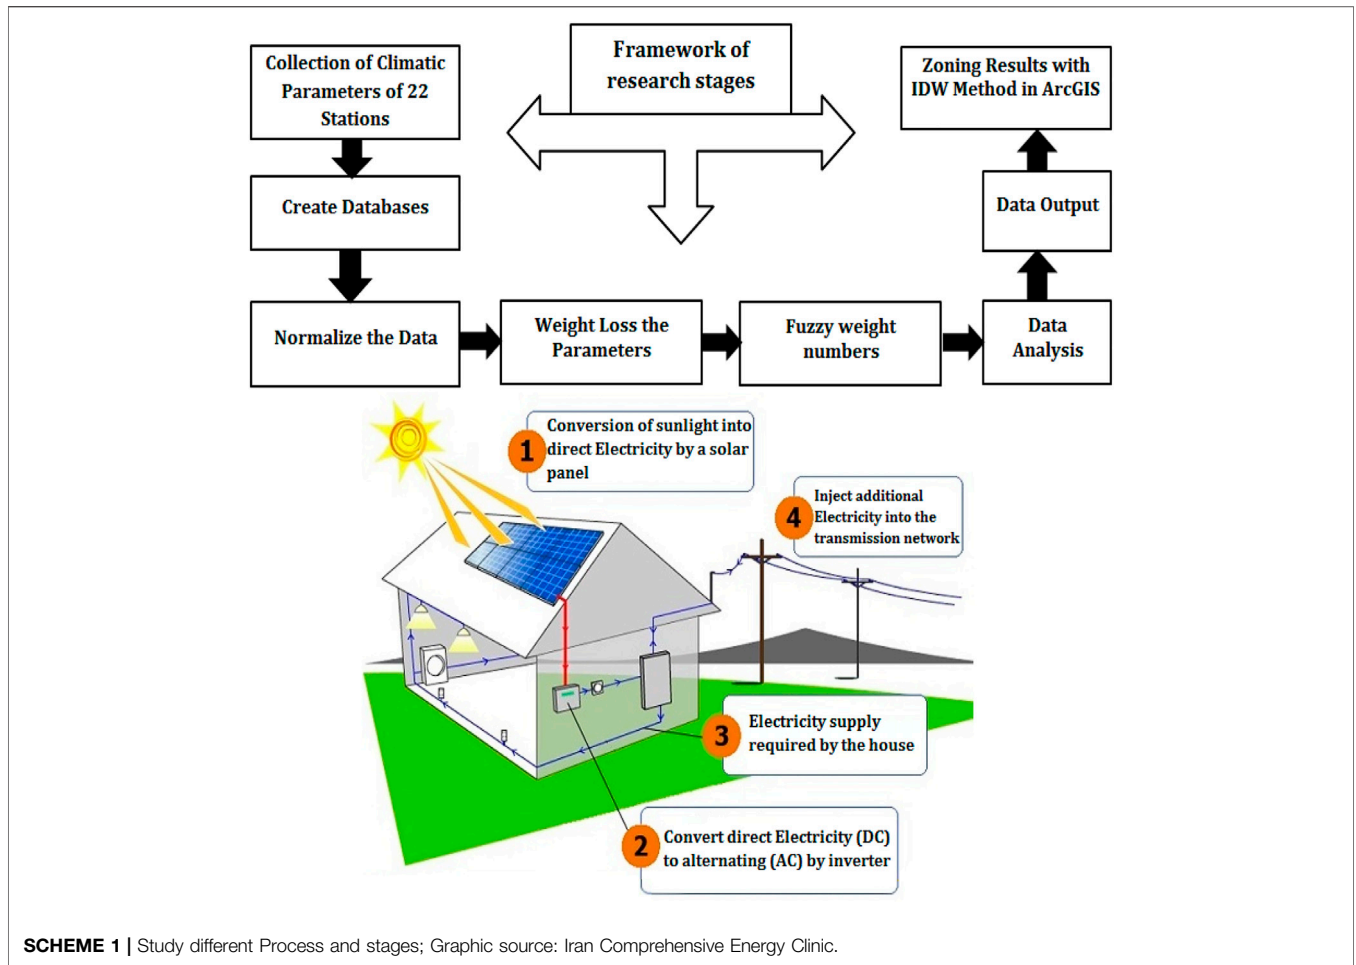 Framework of
research stages
Collection of Climatic
Parameters of 22
Stations
Create Databases
Normalize the Data
Weight Loss the
Parameters
Fuzzy weight
numbers
Data
Analysis
Data Output
Zoning Results with
IDW Method in ArcGIS
1
Conversion of sunlight into
direct Electricity by a solar
panel
4
Inject additional
Electricity into the
transmission network
3
Electricity supply
required by the house
2
Convert direct Electricity (DC)
to alternating (AC) by inverter
SCHEME 1 | Study different Process and stages; Graphic source: Iran Comprehensive Energy Clinic.